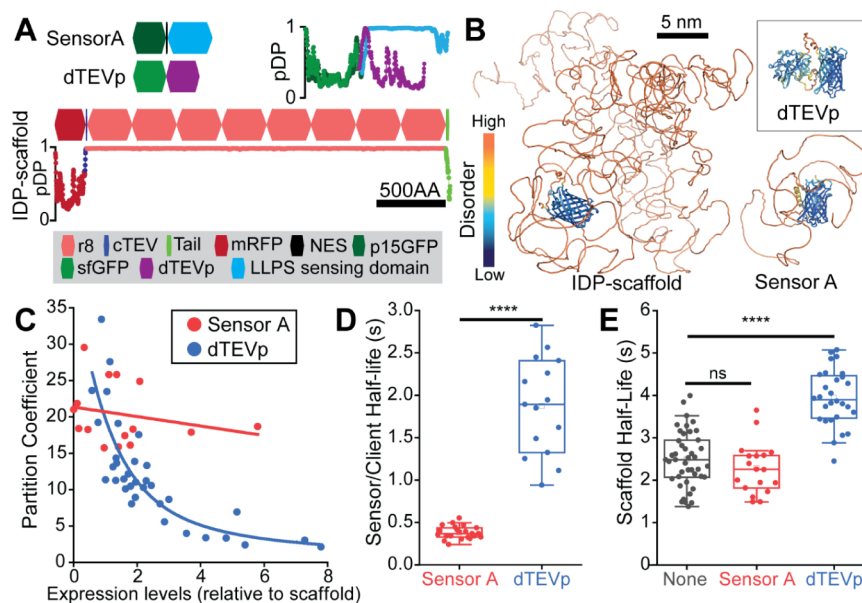 A
SensorA
dTEVp
1
pDP
0
IDP-scaffold
pDP
1
0
500AA
r8 cTEV Tail mRFP NES p15GFP
sfGFP dTEVp LLPS sensing domain
B
5 nm
High
Disorder
Low
dTEVp
IDP-scaffold
Sensor A
C
Partition Coefficient
35
30
25
20
15
10
5
0
0 2 4 6 8
Expression levels (relative to scaffold)
Sensor A
dTEVp
D
Sensor/Client Half-life (s)
3.0
2.5
2.0
1.5
1.0
0.5
0.0
****
Sensor A dTEVp
E
Scaffold Half-Life (s)
6
5
4
3
2
1
0
****
ns
None Sensor A dTEVp